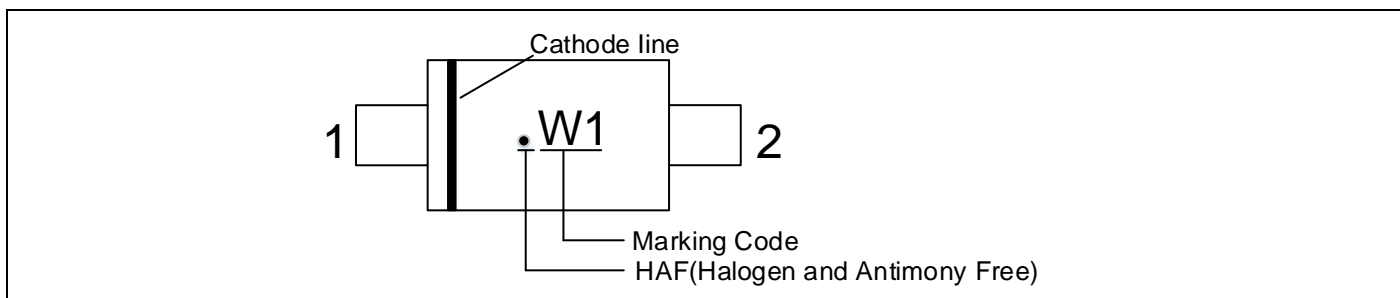 Cathode line
1
W1
2
Marking Code
HAF(Halogen and Antimony Free)